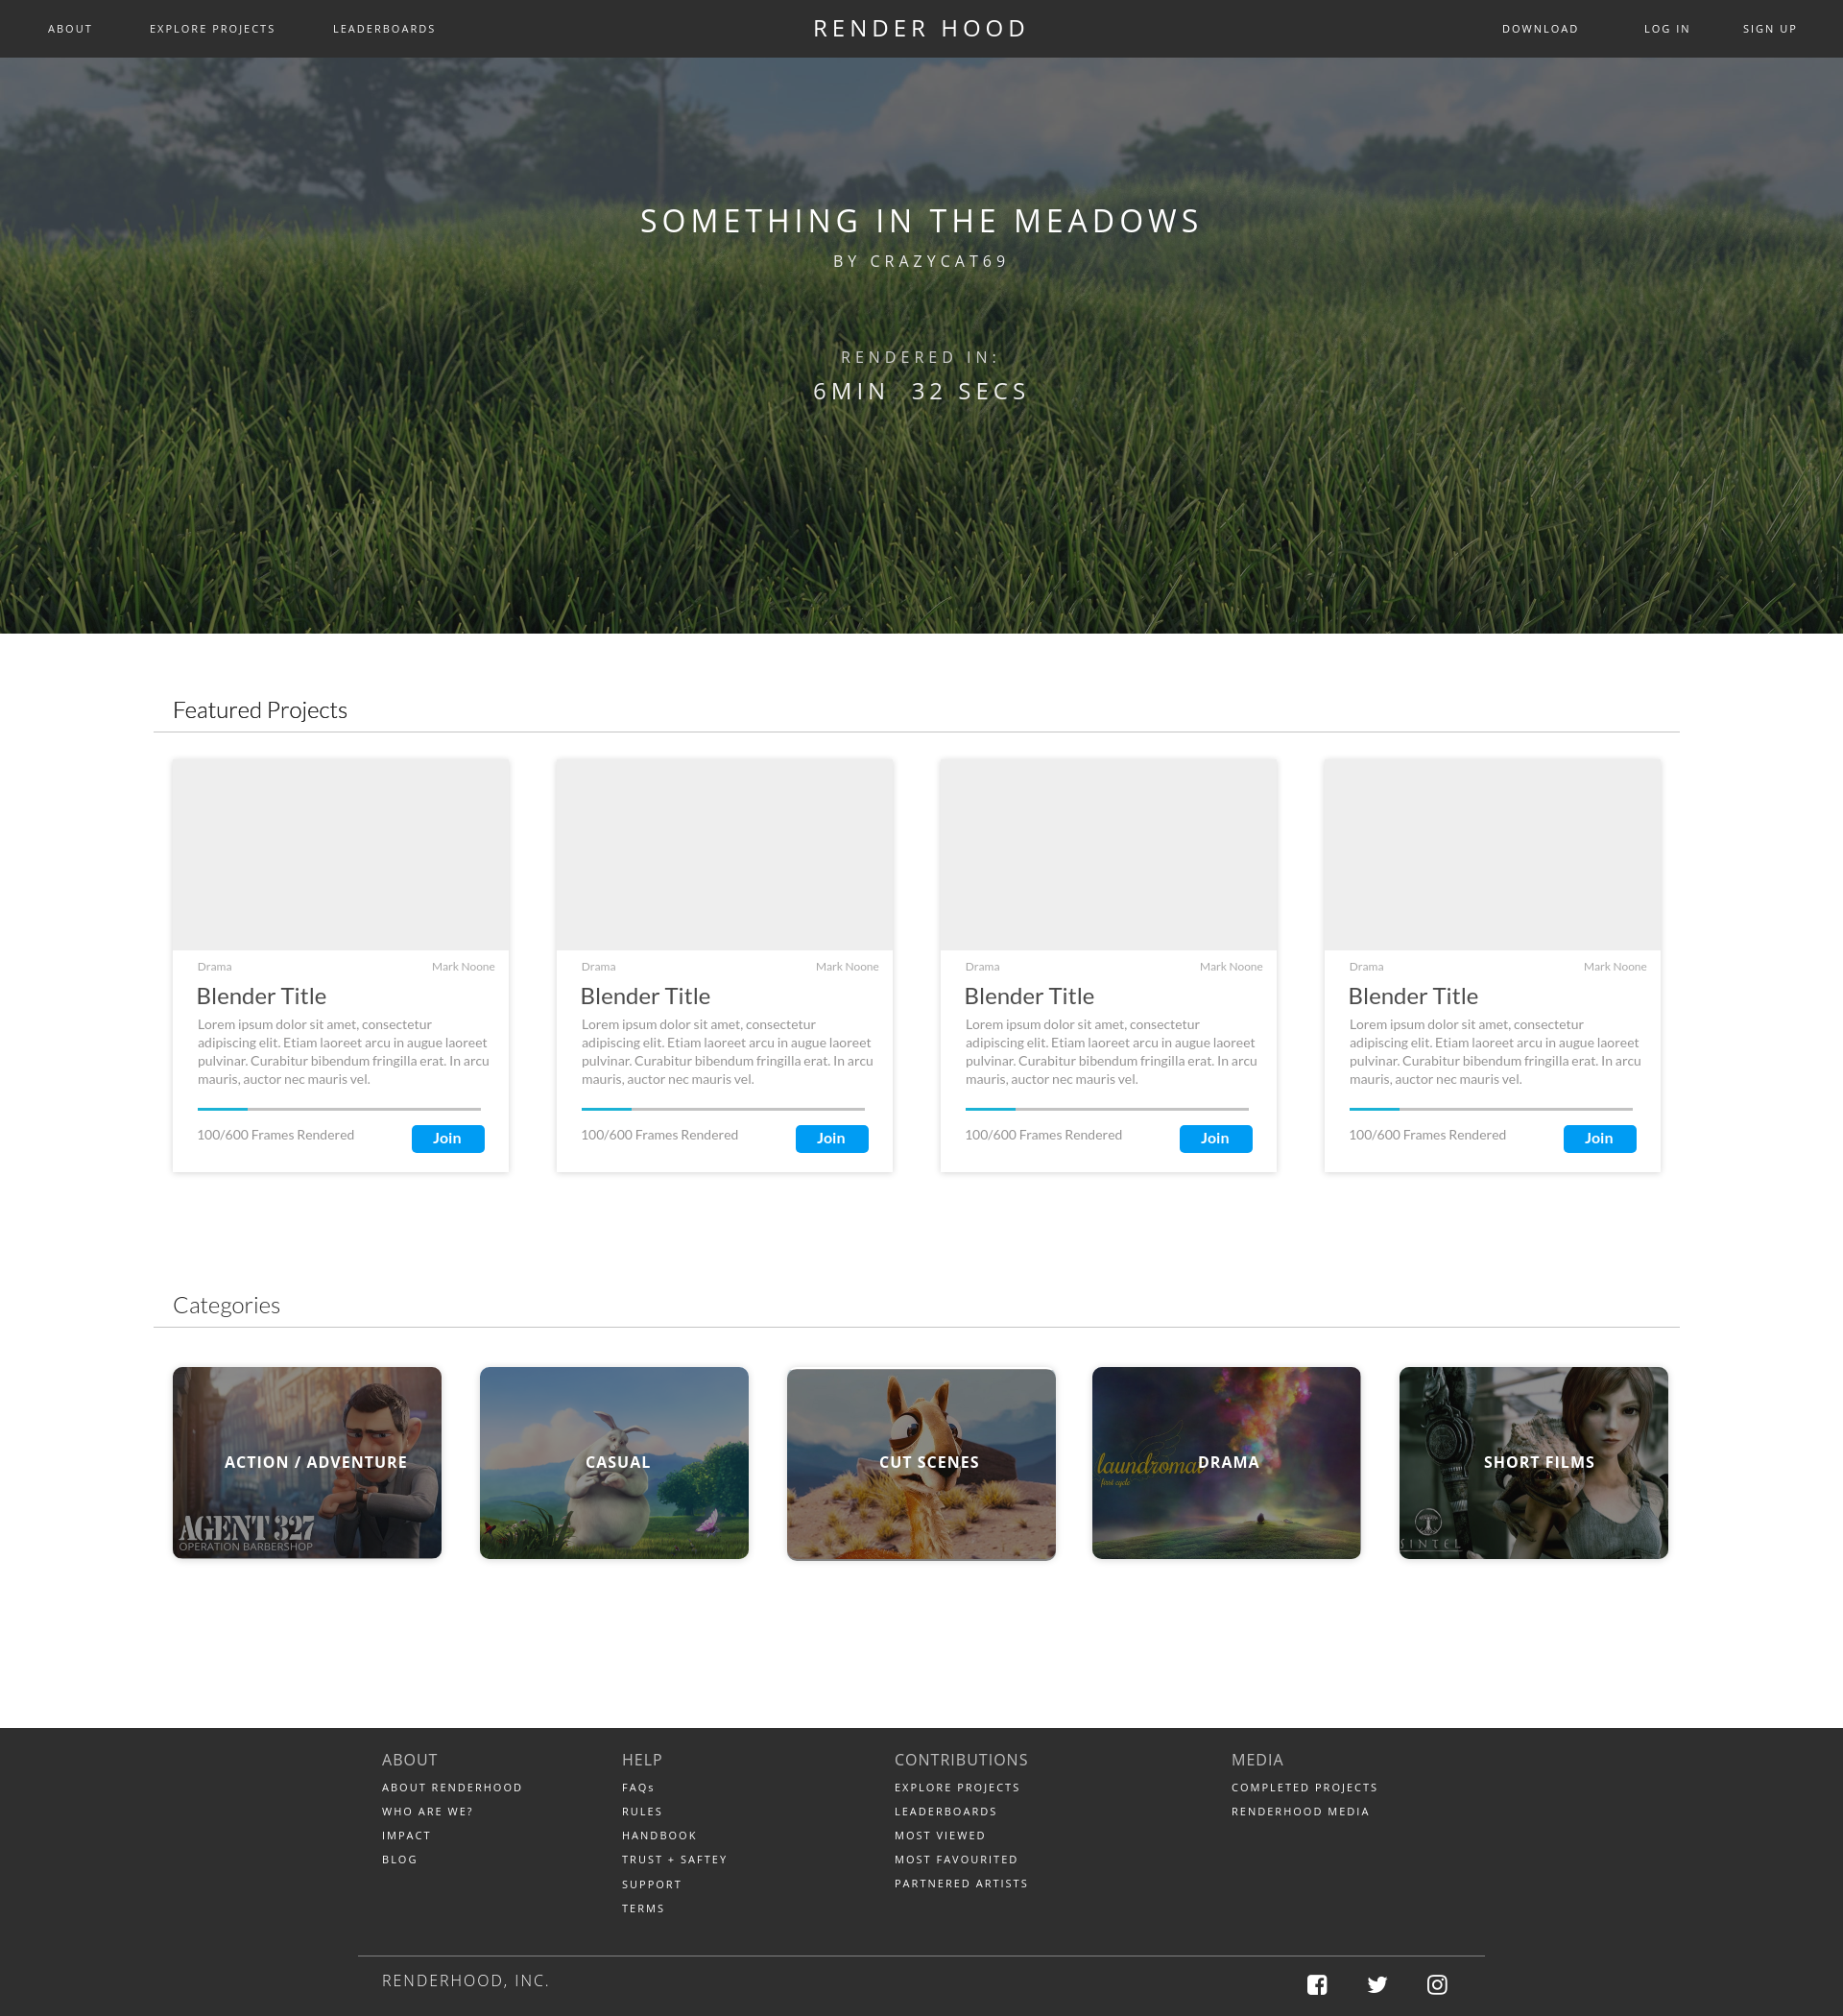 ABOUT EXPLORE PROJECTS LEADERBOARDS RENDER HOOD DOWNLOAD LOG IN SIGN UP
SOMETHING IN THE MEADOWS
BY CRAZYCAT69
RENDERED IN:
6MIN 32 SECS
Featured Projects
Drama Mark Noone
Blender Title
Lorem ipsum dolor sit amet, consectetur
adipiscing elit. Etiam laoreet arcu in augue laoreet
pulvinar. Curabitur bibendum fringilla erat. In arcu
mauris, auctor nec mauris vel.
100/600 Frames Rendered Join
Drama Mark Noone
Blender Title
Lorem ipsum dolor sit amet, consectetur
adipiscing elit. Etiam laoreet arcu in augue laoreet
pulvinar. Curabitur bibendum fringilla erat. In arcu
mauris, auctor nec mauris vel.
100/600 Frames Rendered Join
Drama Mark Noone
Blender Title
Lorem ipsum dolor sit amet, consectetur
adipiscing elit. Etiam laoreet arcu in augue laoreet
pulvinar. Curabitur bibendum fringilla erat. In arcu
mauris, auctor nec mauris vel.
100/600 Frames Rendered Join
Drama Mark Noone
Blender Title
Lorem ipsum dolor sit amet, consectetur
adipiscing elit. Etiam laoreet arcu in augue laoreet
pulvinar. Curabitur bibendum fringilla erat. In arcu
mauris, auctor nec mauris vel.
100/600 Frames Rendered Join
Categories
ACTION / ADVENTURE
AGENT 327
OPERATION BARBERSHOP
CASUAL
CUT SCENES
laundromat
DRAMA
SHORT FILMS
SINTEL
ABOUT
ABOUT RENDERHOOD
WHO ARE WE?
IMPACT
BLOG
HELP
FAQs
RULES
HANDBOOK
TRUST + SAFTEY
SUPPORT
TERMS
CONTRIBUTIONS
EXPLORE PROJECTS
LEADERBOARDS
MOST VIEWED
MOST FAVOURITED
PARTNERED ARTISTS
MEDIA
COMPLETED PROJECTS
RENDERHOOD MEDIA
RENDERHOOD, INC.